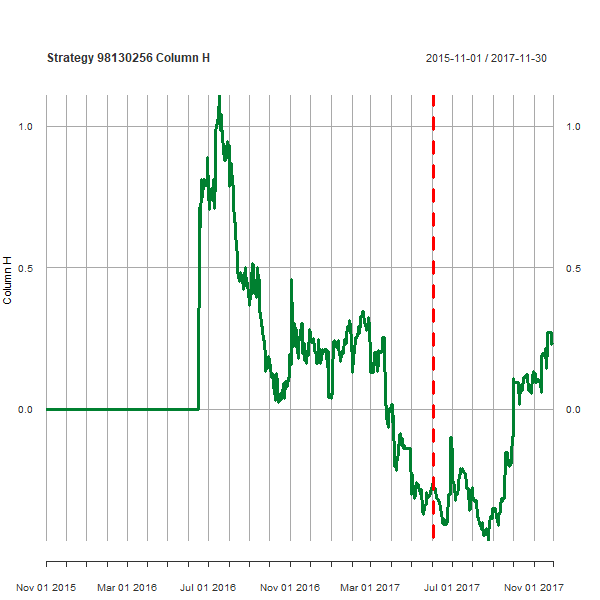 Strategy 98130256 Column H
2015-11-01 / 2017-11-30
1.0
1.0
0.5
0.5
0.0
0.0
Column H
Nov 01 2015
Mar 01 2016
Jul 01 2016
Nov 01 2016
Mar 01 2017
Jul 01 2017
Nov 01 2017